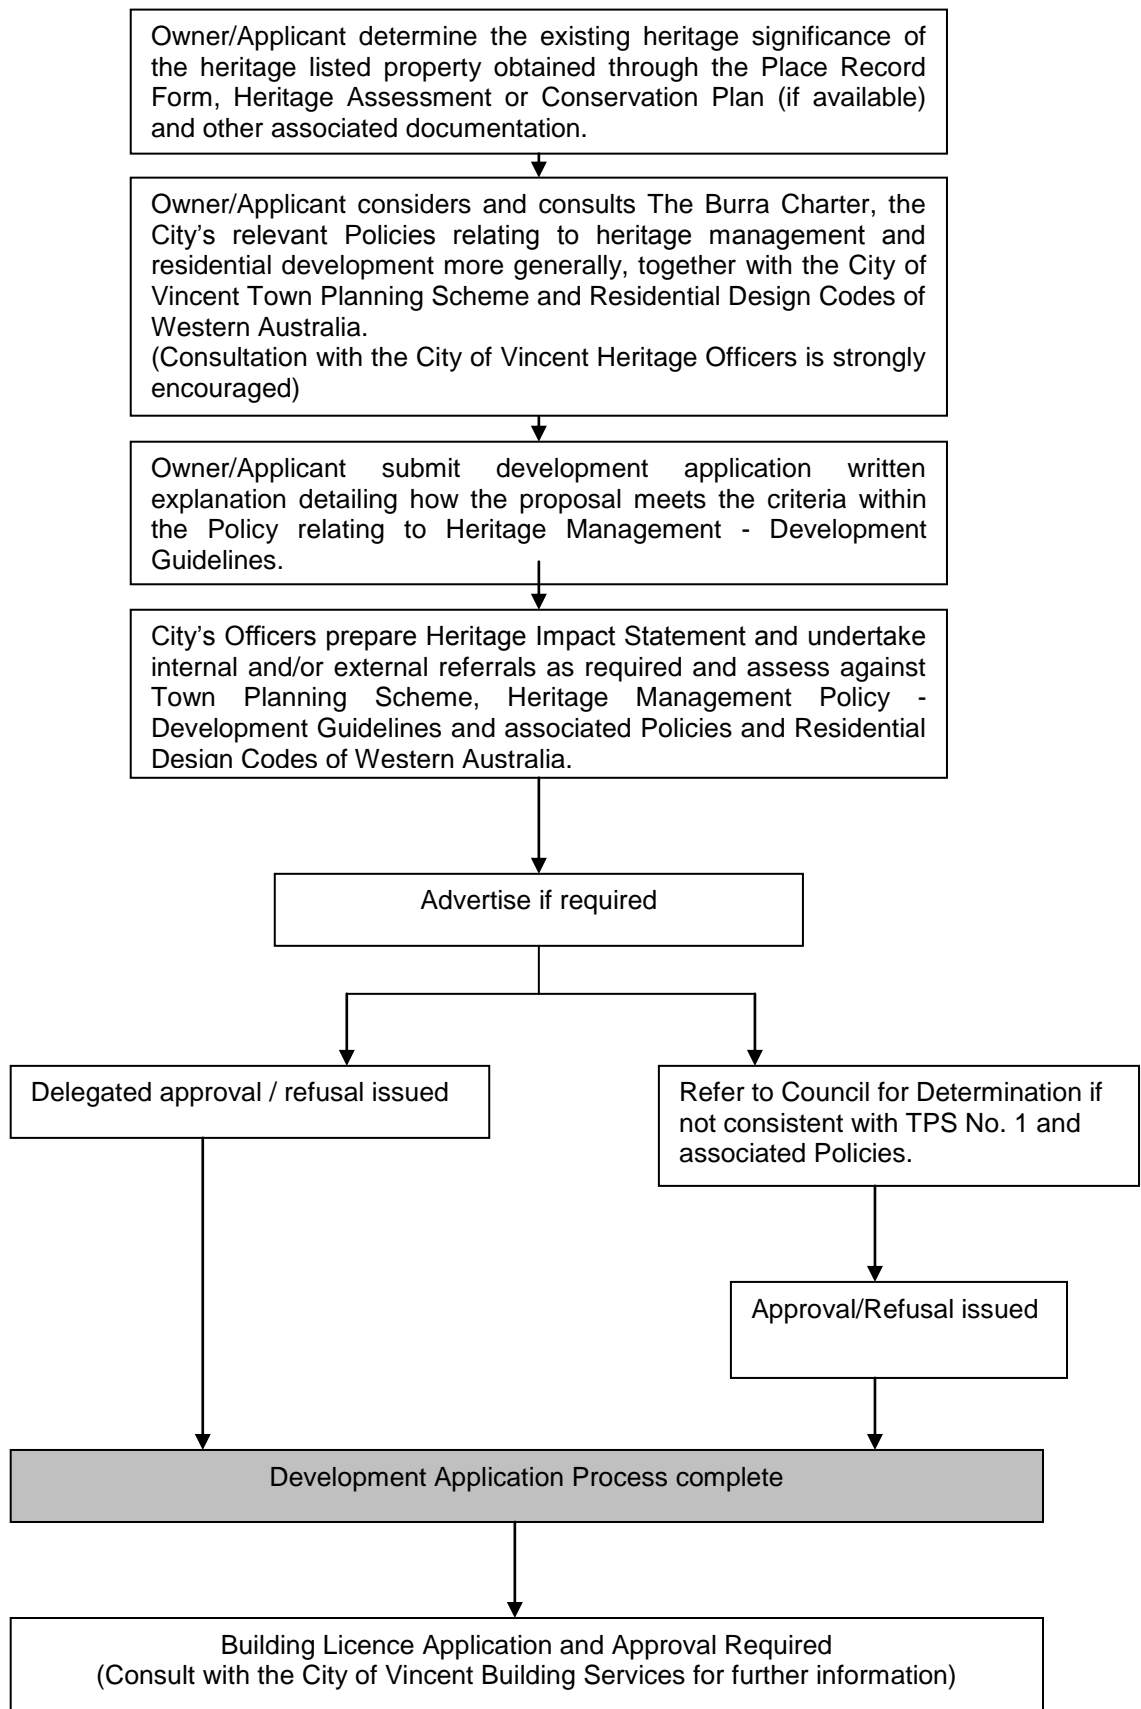 Owner/Applicant determine the existing heritage significance of
the heritage listed property obtained through the Place Record
Form, Heritage Assessment or Conservation Plan (if available)
and other associated documentation.
Owner/Applicant considers and consults The Burra Charter, the
City's relevant Policies relating to heritage management and
residential development more generally, together with the City of
Vincent Town Planning Scheme and Residential Design Codes of
Western Australia.
(Consultation with the City of Vincent Heritage Officers is strongly
encouraged)
Owner/Applicant submit development application written
explanation detailing how the proposal meets the criteria within
the Policy relating to Heritage Management - Development
Guidelines.
City's Officers prepare Heritage Impact Statement and undertake
internal and/or external referrals as required and assess against
Town Planning Scheme, Heritage Management Policy -
Development Guidelines and associated Policies and Residential
Design Codes of Western Australia.
Advertise if required
Delegated approval / refusal issued
Refer to Council for Determination if
not consistent with TPS No. 1 and
associated Policies.
Approval/Refusal issued
Development Application Process complete
Building Licence Application and Approval Required
(Consult with the City of Vincent Building Services for further information)